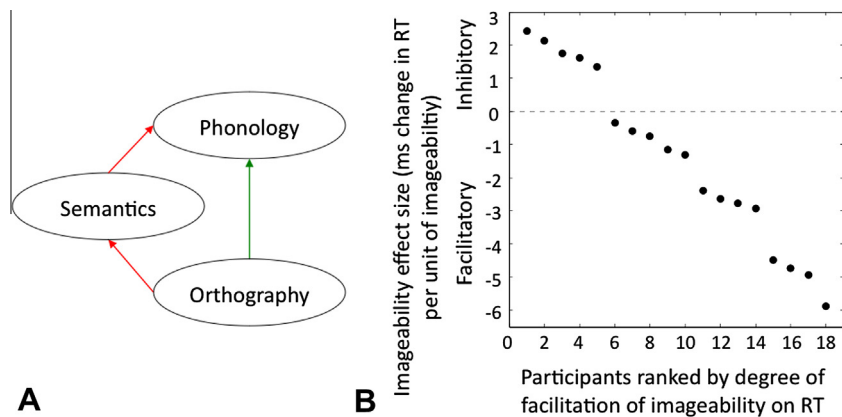 Phonology
Semantics
Orthography
A
B
Imageability effect size (ms change in RT
per unit of imageabiltiy)
Facilitatory Inhibitory
3
2
1
0
-1
-2
-3
-4
-5
-6
0 2 4 6 8 10 12 14 16 18
Participants ranked by degree of
facilitation of imageability on RT